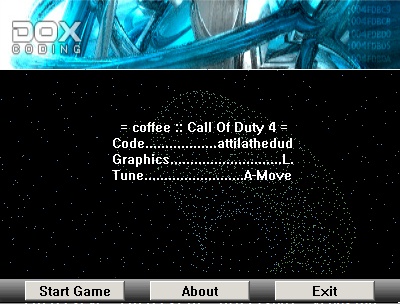 DOX
CODING
= coffee :: Call Of Duty 4 =
Code..................attilathedud
Graphics............................L.
Tune.........................A-Move
Start Game
About
Exit